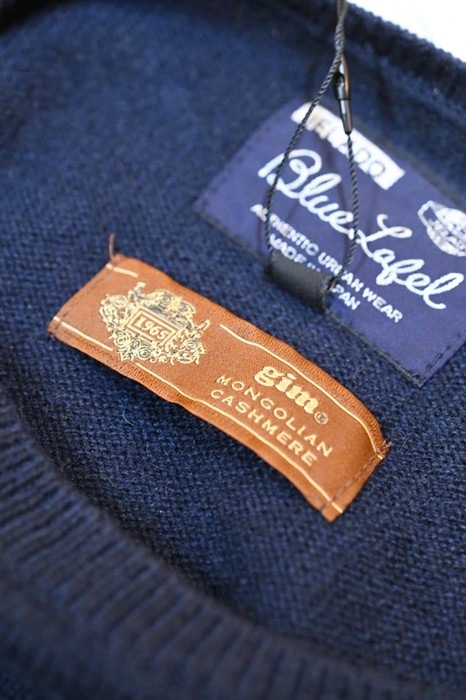 Blue Label
AUTHENTIC URBAN WEAR
MADE IN JAPAN
1965
gim
MONGOLIAN
CASHMERE